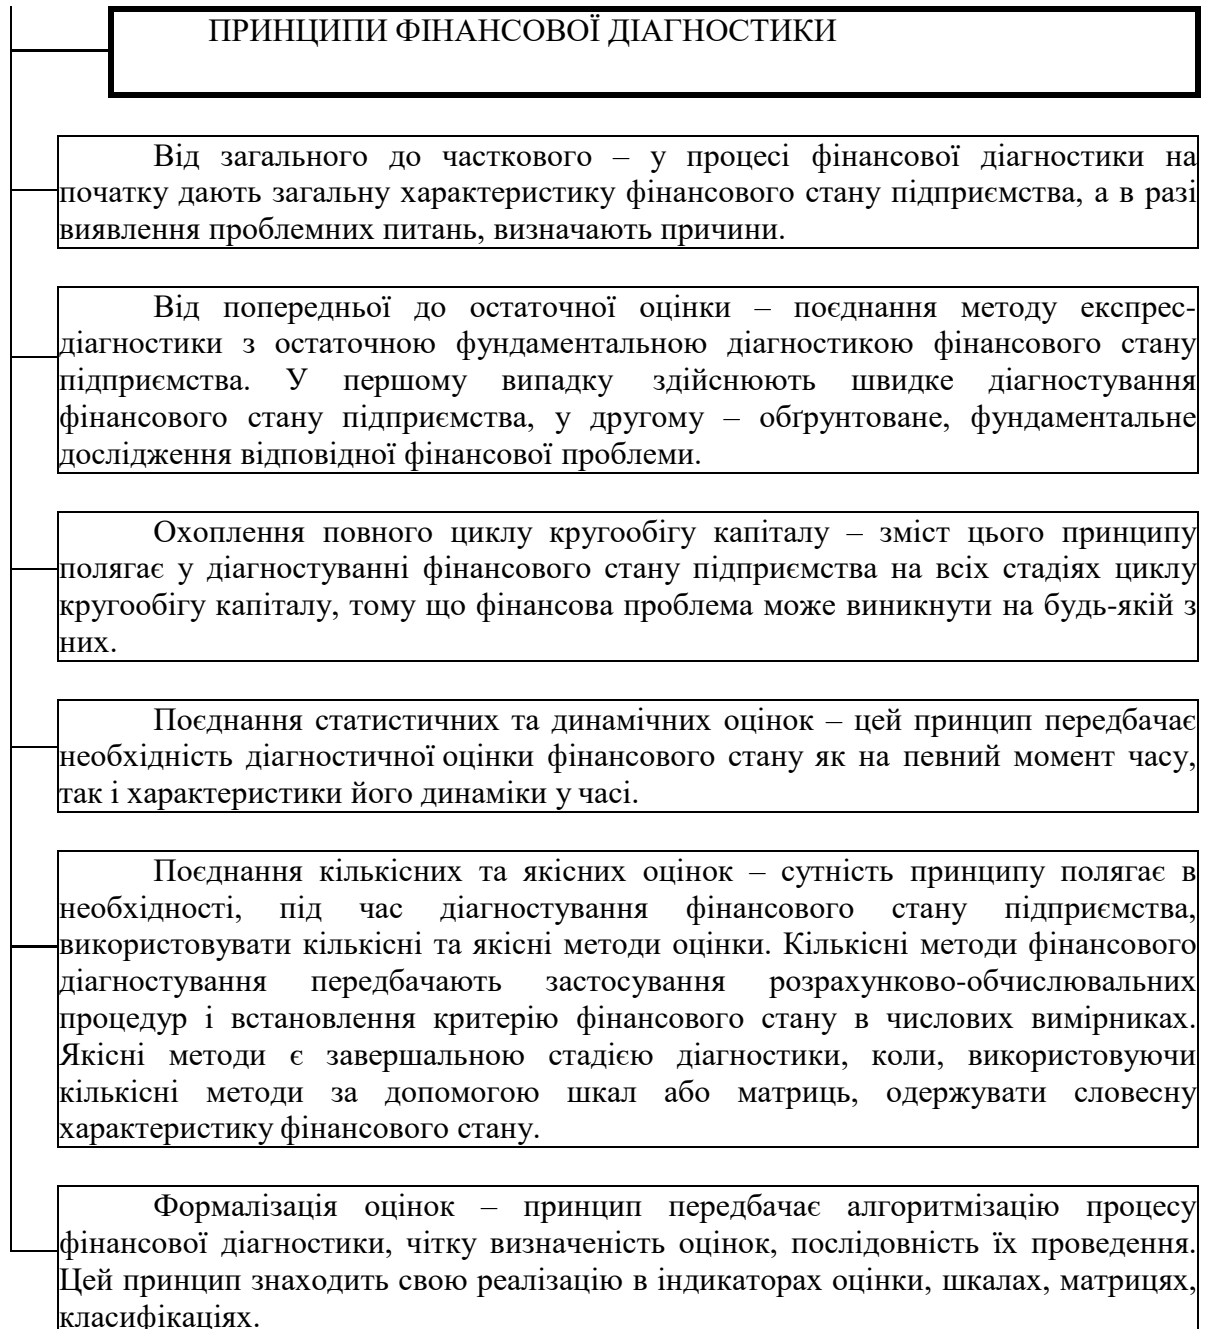 ПРИНЦИПИ ФІНАНСОВОЇ ДІАГНОСТИКИ
Від загального до часткового – у процесі фінансової діагностики на
початку дають загальну характеристику фінансового стану підприємства, а в разі
виявлення проблемних питань, визначають причини.
Від попередньої до остаточної оцінки – поєднання методу експрес-
діагностики з остаточною фундаментальною діагностикою фінансового стану
підприємства. У першому випадку здійснюють швидке діагностування
фінансового стану підприємства, у другому – обґрунтоване, фундаментальне
дослідження відповідної фінансової проблеми.
Охоплення повного циклу кругообігу капіталу – зміст цього принципу
полягає у діагностуванні фінансового стану підприємства на всіх стадіях циклу
кругообігу капіталу, тому що фінансова проблема може виникнути на будь-якій з
них.
Поєднання статистичних та динамічних оцінок – цей принцип передбачає
необхідність діагностичної оцінки фінансового стану як на певний момент часу,
так і характеристики його динаміки у часі.
Поєднання кількісних та якісних оцінок – сутність принципу полягає в
необхідності, під час діагностування фінансового стану підприємства,
використовувати кількісні та якісні методи оцінки. Кількісні методи фінансового
діагностування передбачають застосування розрахунково-обчислювальних
процедур і встановлення критерію фінансового стану в числових вимірниках.
Якісні методи є завершальною стадією діагностики, коли, використовуючи
кількісні методи за допомогою шкал або матриць, одержувати словесну
характеристику фінансового стану.
Формалізація оцінок – принцип передбачає алгоритмізацію процесу
фінансової діагностики, чітку визначеність оцінок, послідовність їх проведення.
Цей принцип знаходить свою реалізацію в індикаторах оцінки, шкалах, матрицях,
класифікаціях.